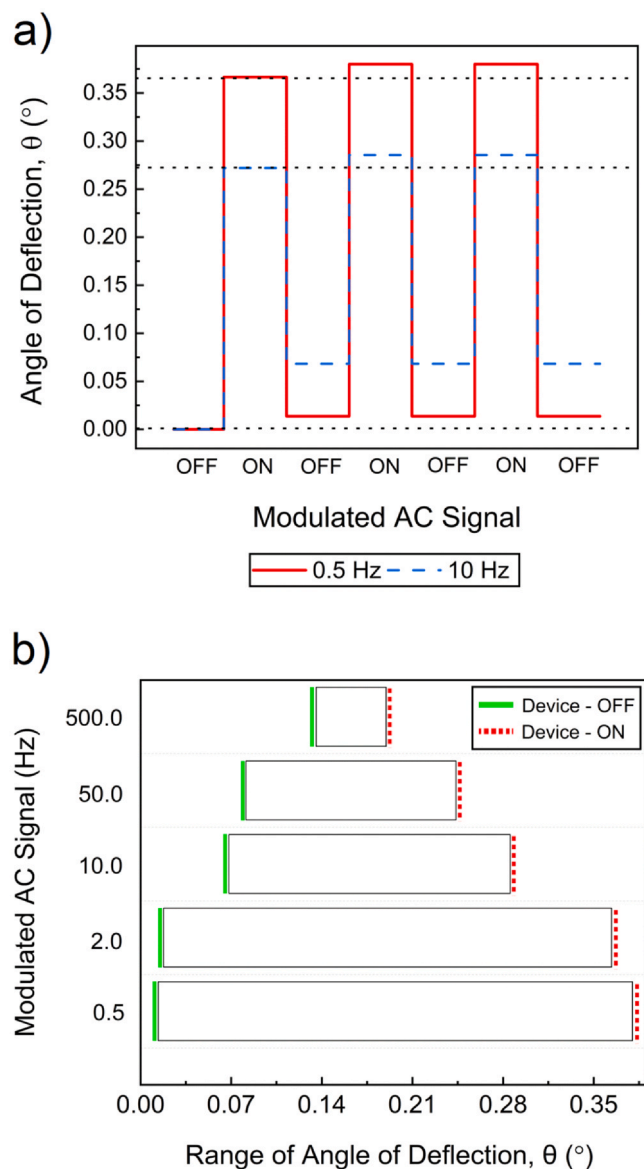 a)
Angle of Deflection, θ (°)
0.35
0.30
0.25
0.20
0.15
0.10
0.05
0.00
OFF ON OFF ON OFF ON OFF
Modulated AC Signal
0.5 Hz 10 Hz
b)
Modulated AC Signal (Hz)
500.0
50.0
10.0
2.0
0.5
Device - OFF
Device - ON
0.00 0.07 0.14 0.21 0.28 0.35
Range of Angle of Deflection, θ (°)